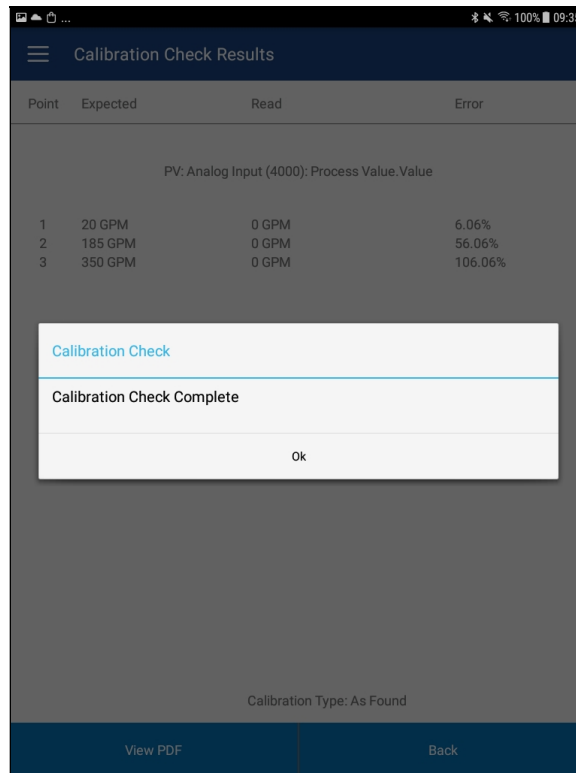 ... 100% 09:35
Calibration Check Results
Point Expected Read Error
PV: Analog Input (4000): Process Value.Value
1 20 GPM 0 GPM 6.06%
2 185 GPM 0 GPM 56.06%
3 350 GPM 0 GPM 106.06%
Calibration Check
Calibration Check Complete
Ok
Calibration Type: As Found
View PDF Back